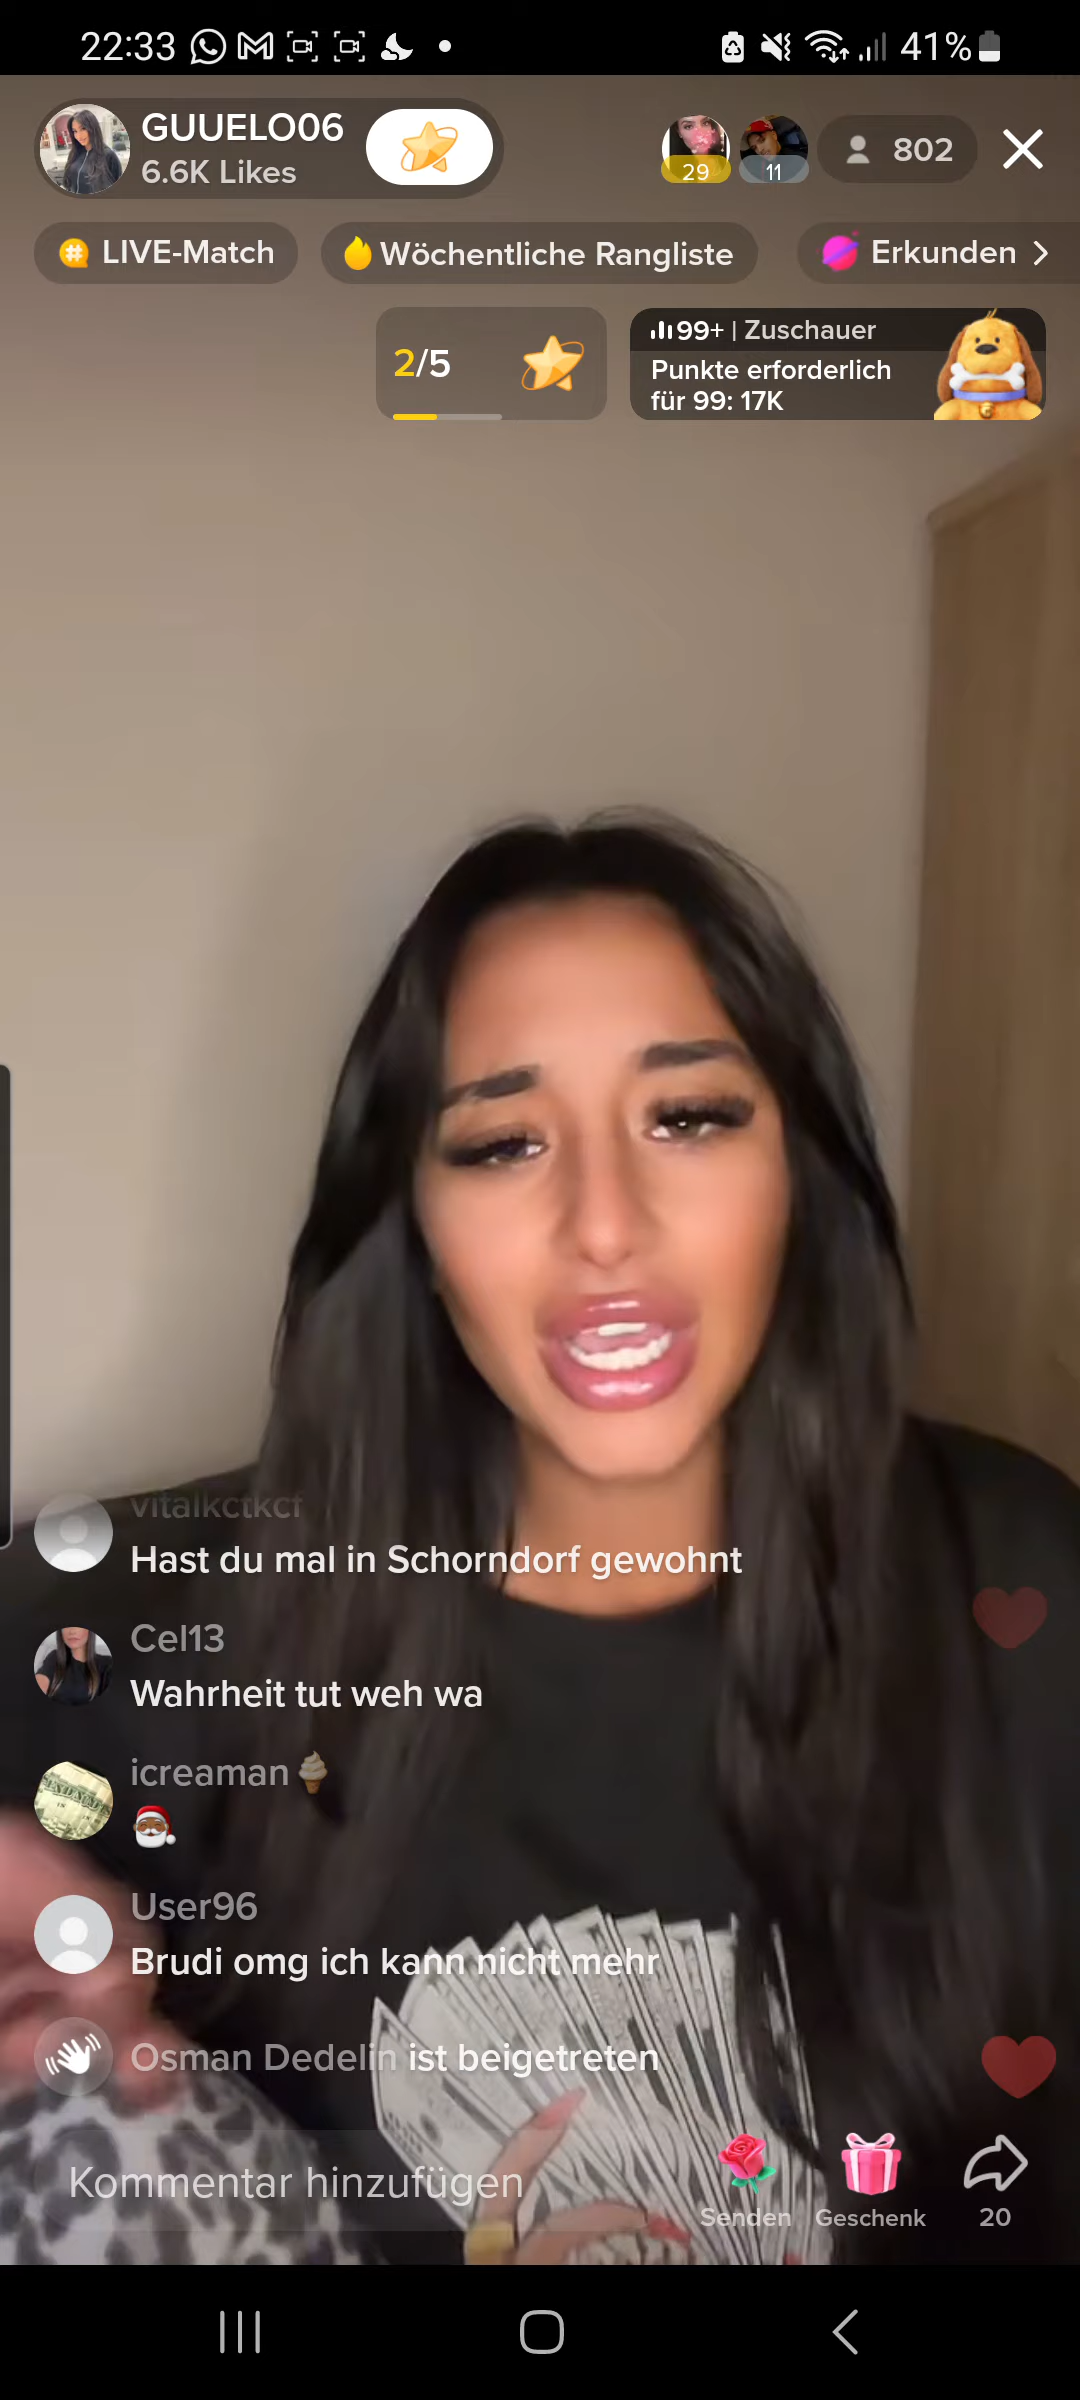 22:33
41%
GUUELO06
6.6K Likes
29
11
802
LIVE-Match
Wöchentliche Rangliste
Erkunden
2/5
99+ | Zuschauer
Punkte erforderlich
für 99: 17K
vitalkctkcf
Hast du mal in Schorndorf gewohnt
Cel13
Wahrheit tut weh wa
icreaman🍦
🎅🏾
User96
Brudi omg ich kann nicht mehr
Osman Dedelin ist beigetreten
Kommentar hinzufügen
Senden
Geschenk
20